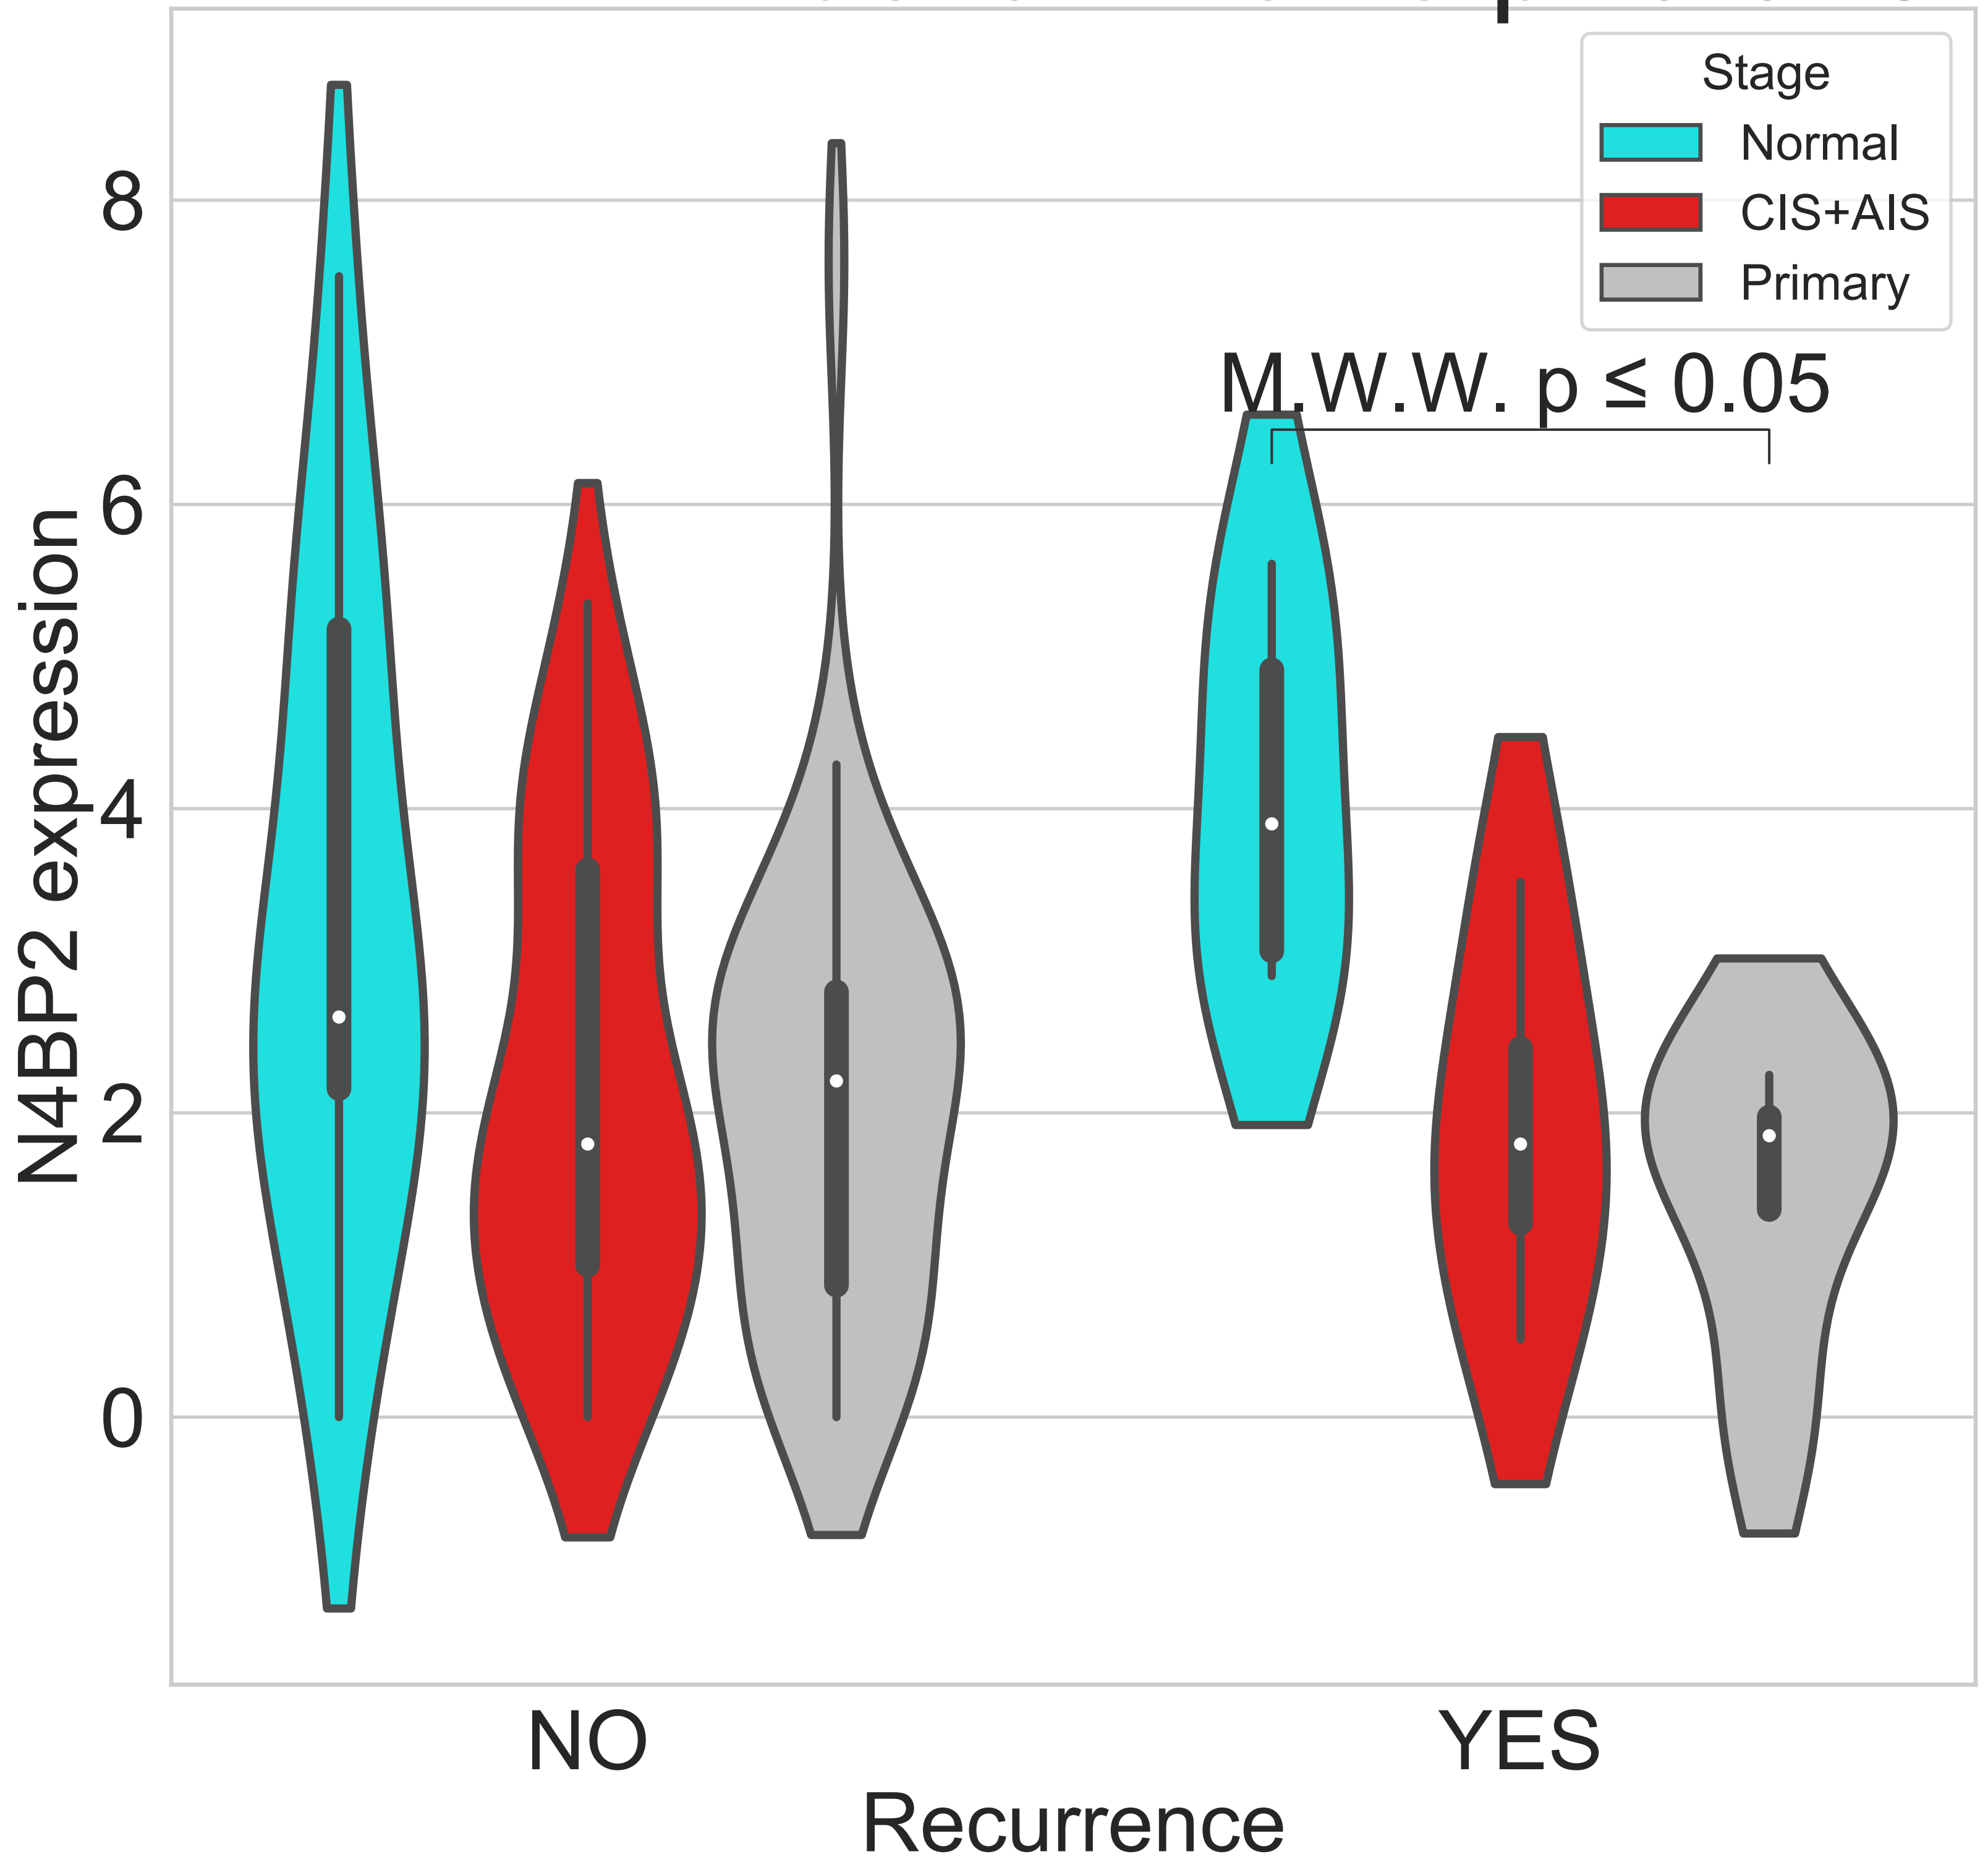 Stage
Normal
CIS+AIS
Primary
M.W.W. p ≤ 0.05
8
6
4
2
0
N4BP2 expression
NO
YES
Recurrence